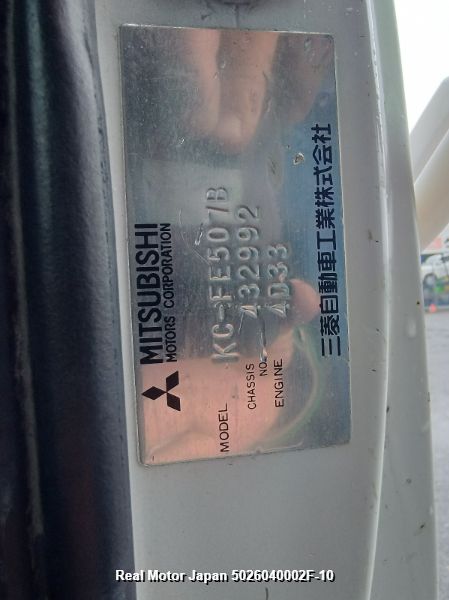 MITSUBISHI
MOTORS CORPORATION
MODEL KC-FE507B
CHASSIS NO. 432992
ENGINE 4D33
三菱自動車工業株式会社
Real Motor Japan 5026040002F-10